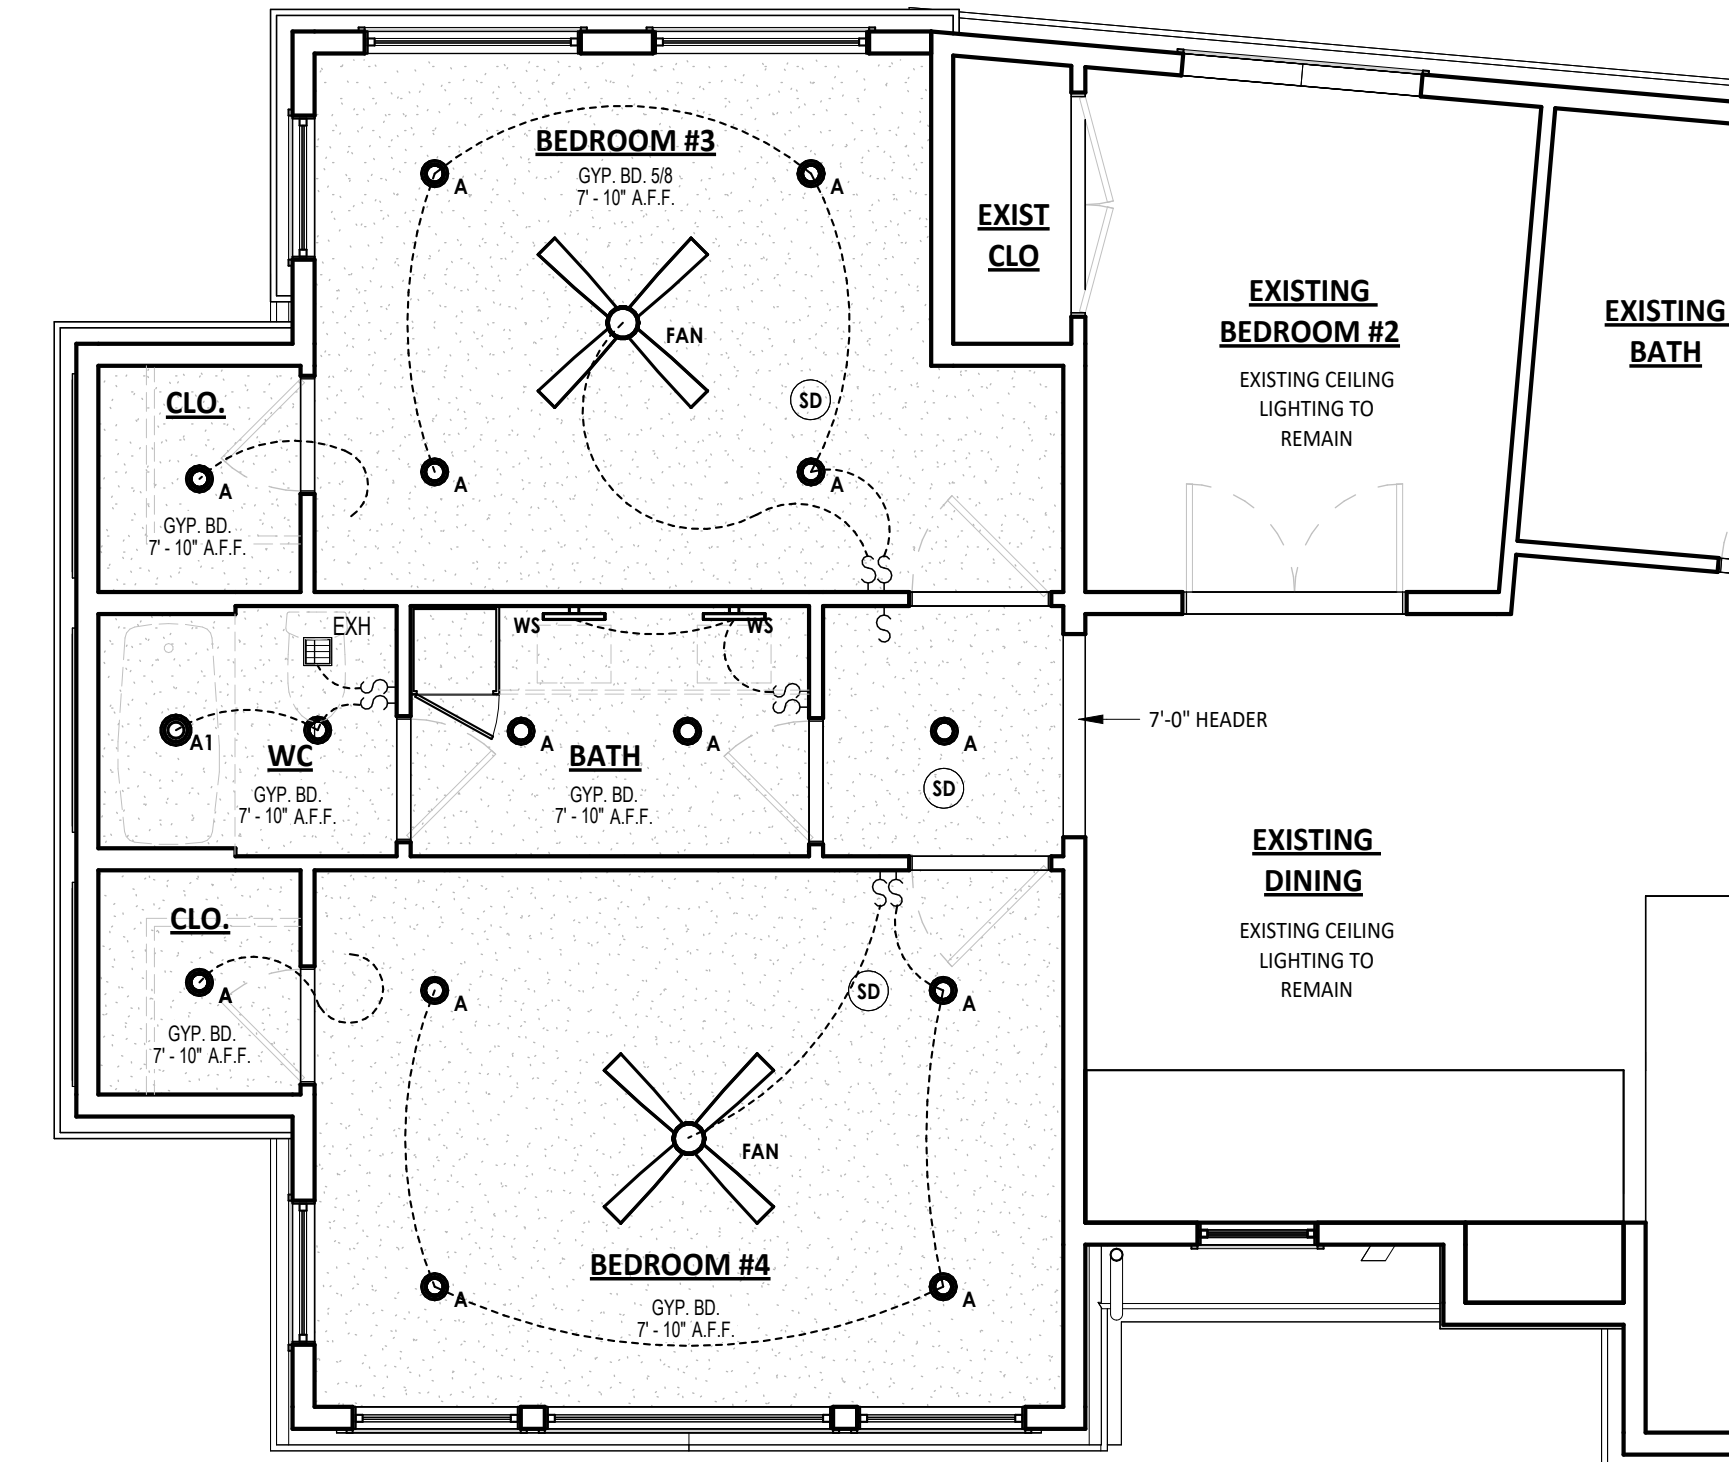 BEDROOM #3
GYP. BD. 5/8
7' - 10" A.F.F.
A
A
FAN
SD
A
A
EXIST
CLO
EXISTING
BEDROOM #2
EXISTING CEILING
LIGHTING TO
REMAIN
EXISTING
BATH
CLO.
A
GYP. BD.
7' - 10" A.F.F.
S S
S
EXH
S
S
A1
WC
GYP. BD.
7' - 10" A.F.F.
WS
WS
S
S
A
A
BATH
GYP. BD.
7' - 10" A.F.F.
A
SD
7'-0" HEADER
EXISTING
DINING
EXISTING CEILING
LIGHTING TO
REMAIN
CLO.
A
GYP. BD.
7' - 10" A.F.F.
S S
A
SD
A
FAN
BEDROOM #4
GYP. BD.
7' - 10" A.F.F.
A
A